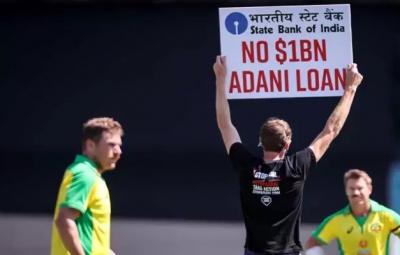 भारतीय स्टेट बैंक
State Bank of India
NO $1BN
ADANI LOAN